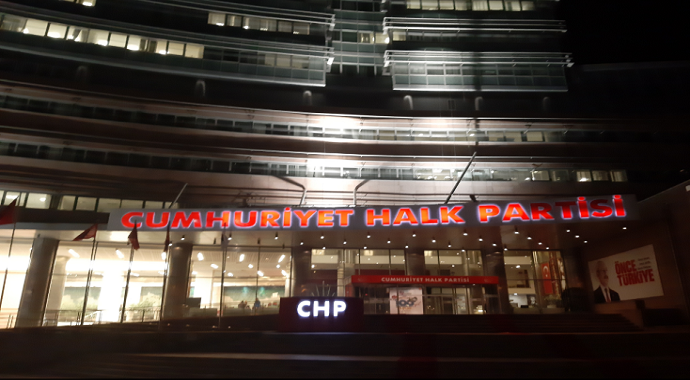 CUMHURİYET HALK PARTİSİ
CUMHURİYET HALK PARTİSİ
CHP
ÖNCE
TÜRKİYE